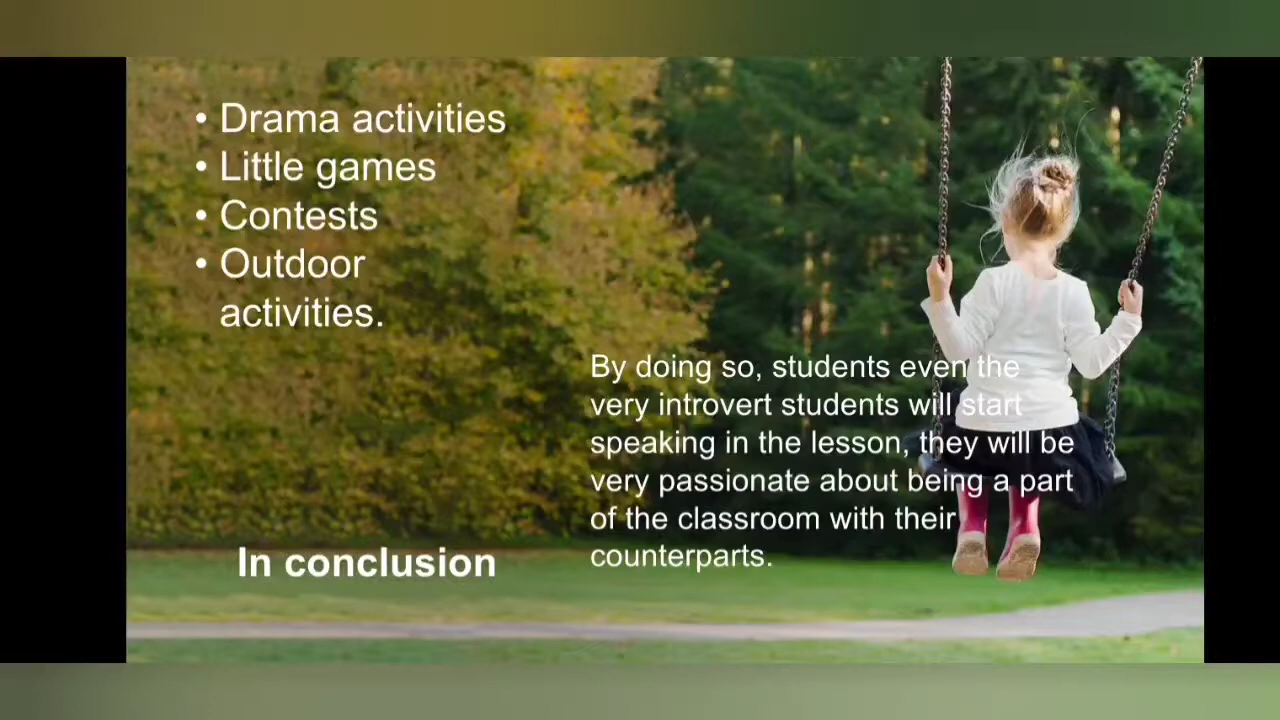 • Drama activities
• Little games
• Contests
• Outdoor
activities.
By doing so, students even the
very introvert students will start
speaking in the lesson, they will be
very passionate about being a part
of the classroom with their
counterparts.
In conclusion